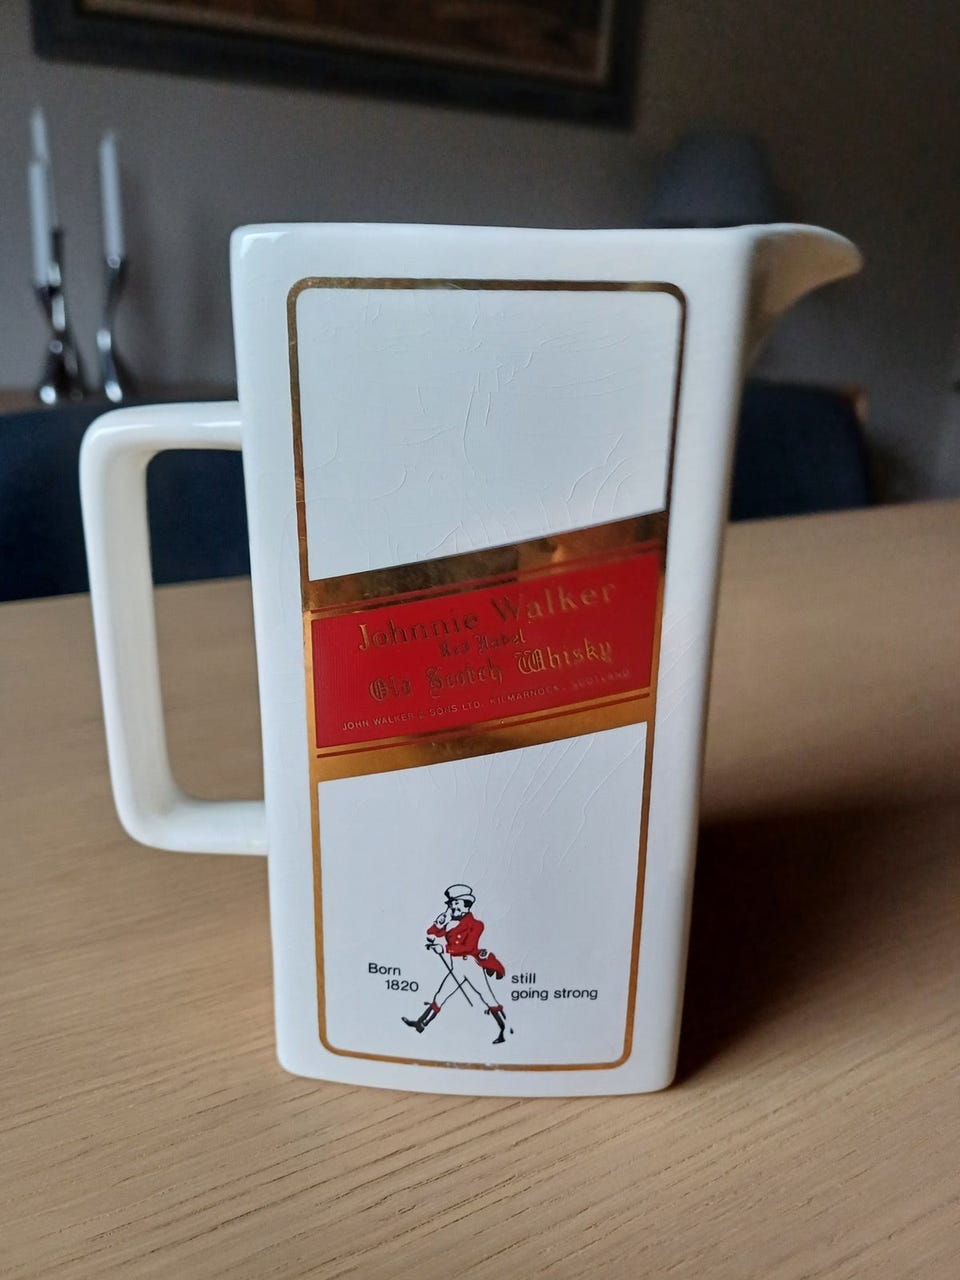 Johnnie Walker
Red Label
Old Scotch Whisky
JOHN WALKER & SONS LTD. KILMARNOCK, SCOTLAND
Born
1820
still
going strong